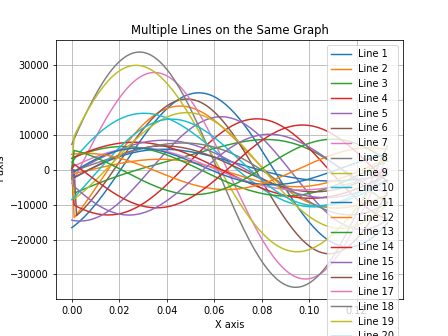 Multiple Lines on the Same Graph
30000
20000
10000
0
−10000
−20000
−30000
0.00
0.02
0.04
0.06
0.08
0.10
X axis
Line 1
Line 2
Line 3
Line 4
Line 5
Line 6
Line 7
Line 8
Line 9
Line 10
Line 11
Line 12
Line 13
Line 14
Line 15
Line 16
Line 17
Line 18
Line 19